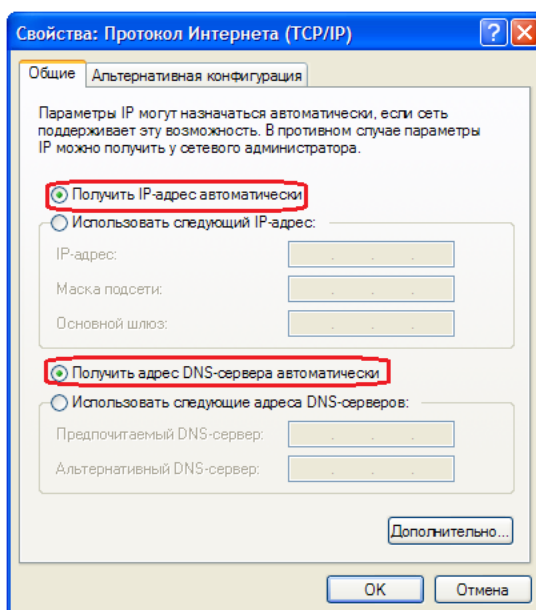 Свойства: Протокол Интернета (TCP/IP)
Общие
Альтернативная конфигурация
Параметры IP могут назначаться автоматически, если сеть
поддерживает эту возможность. В противном случае параметры
IP можно получить у сетевого администратора.
Получить IP-адрес автоматически
Использовать следующий IP-адрес:
IP-адрес:
Маска подсети:
Основной шлюз:
Получить адрес DNS-сервера автоматически
Использовать следующие адреса DNS-серверов:
Предпочитаемый DNS-сервер:
Альтернативный DNS-сервер:
Дополнительно...
OK
Отмена